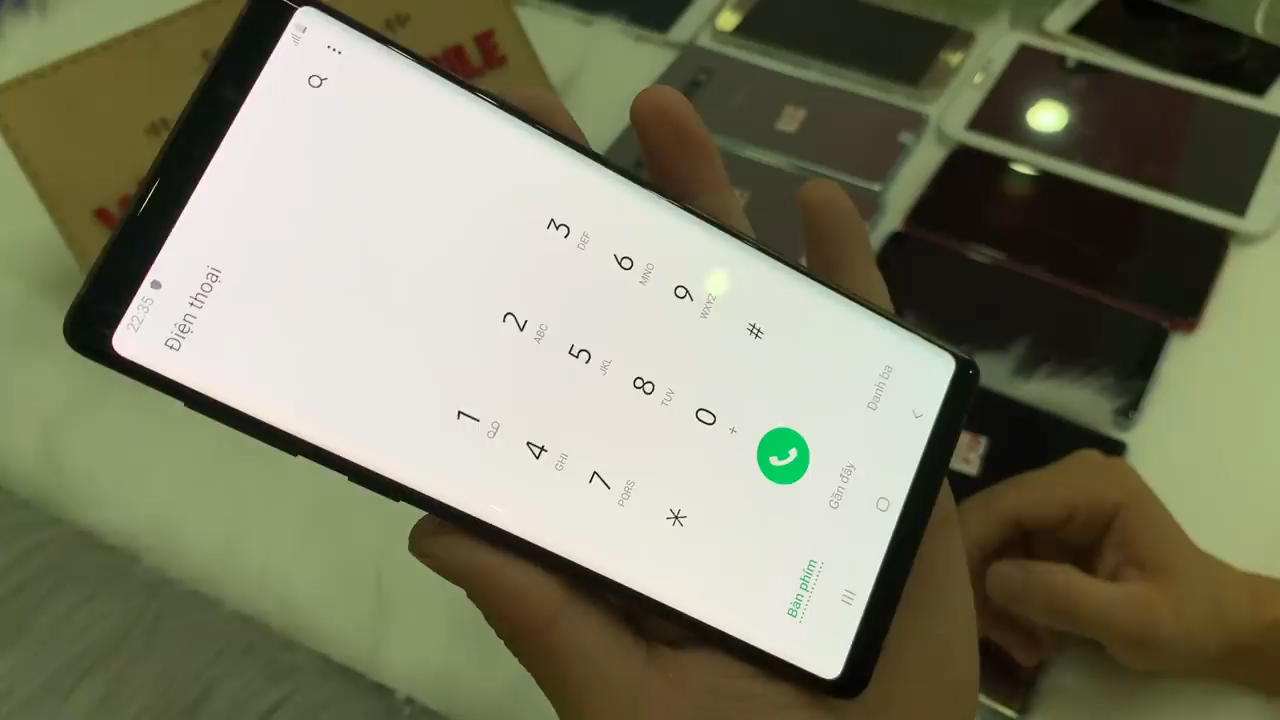 22:35
Điện thoại
1
2 ABC
3 DEF
4 GHI
5 JKL
6 MNO
7 PQRS
8 TUV
9 WXYZ
*
0 +
#
Bàn phím
Gần đây
Danh bạ